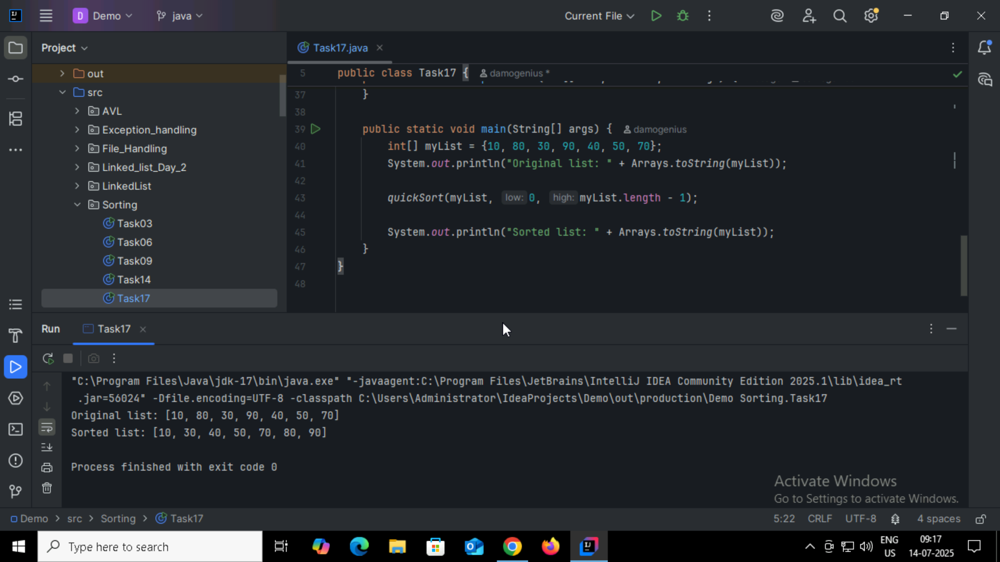 D Demo java Current File
Project
Task17.java
out
src
AVL
Exception_handling
File_Handling
Linked_list_Day_2
LinkedList
Sorting
Task03
Task06
Task09
Task14
Task17
5 public class Task17 { damogenius *
37 }
38
39 public static void main(String[] args) { damogenius
40 int[] myList = {10, 80, 30, 90, 40, 50, 70};
41 System.out.println("Original list: " + Arrays.toString(myList));
42
43 quickSort(myList, low: 0, high: myList.length - 1);
44
45 System.out.println("Sorted list: " + Arrays.toString(myList));
46 }
47 }
48
Run Task17
"C:\Program Files\Java\jdk-17\bin\java.exe" "-javaagent:C:\Program Files\JetBrains\IntelliJ IDEA Community Edition 2025.1\lib\idea_rt
.jar=56024" -Dfile.encoding=UTF-8 -classpath C:\Users\Administrator\IdeaProjects\Demo\out\production\Demo Sorting.Task17
Original list: [10, 80, 30, 90, 40, 50, 70]
Sorted list: [10, 30, 40, 50, 70, 80, 90]
Process finished with exit code 0
Activate Windows
Go to Settings to activate Windows.
Demo > src > Sorting > Task17 5:22 CRLF UTF-8 4 spaces
Type here to search
ENG
US
09:17
14-07-2025